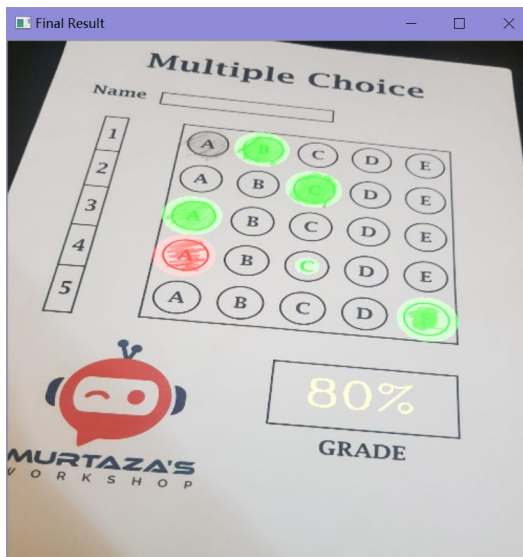 Final Result
Multiple Choice
Name
1 A B C D E
2 A B C D E
3 A B C D E
4 A B C D E
5 A B C D E
80%
GRADE
MURTAZA'S
WORKSHOP